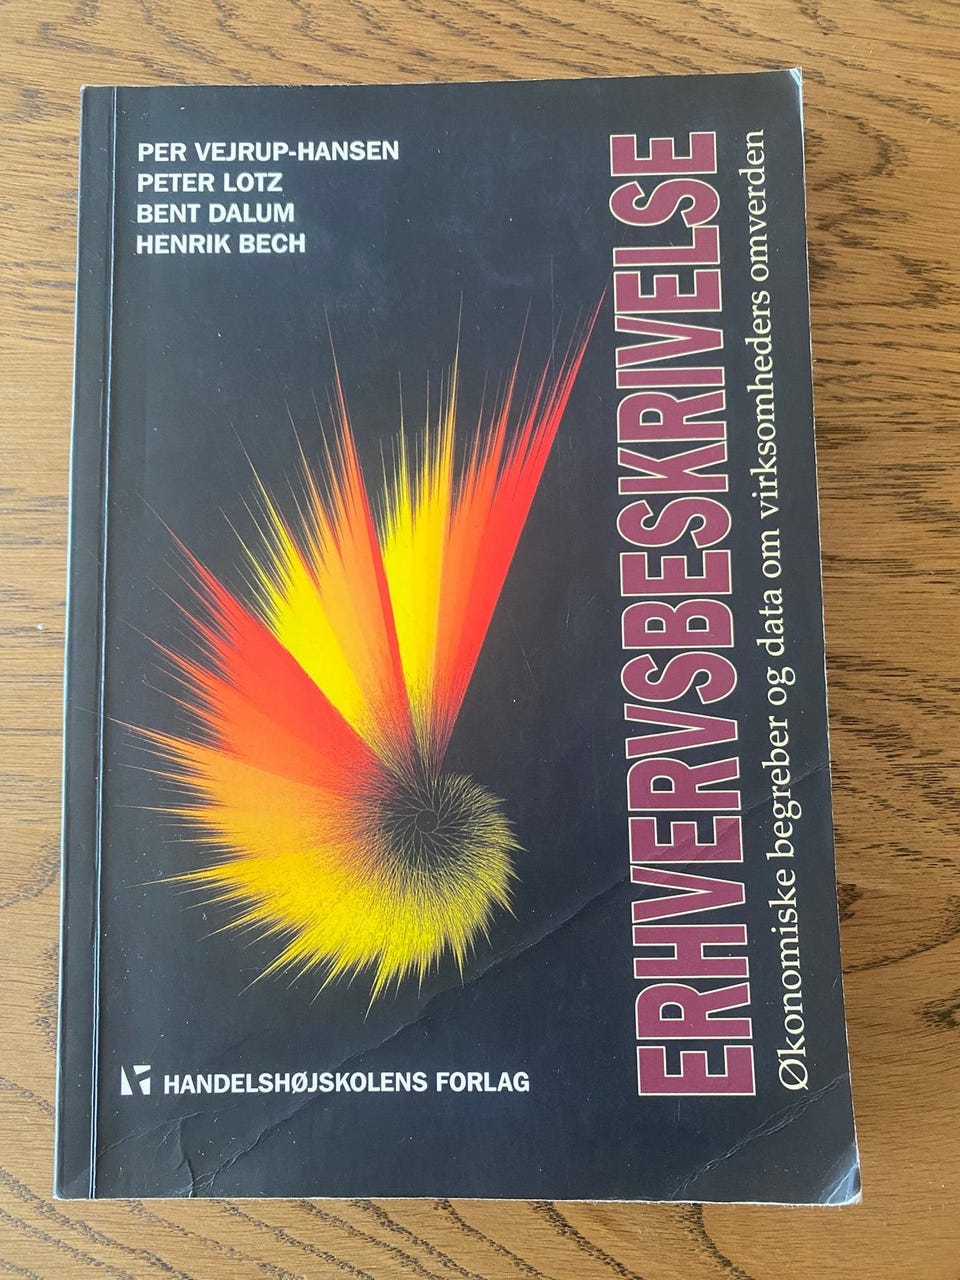 PER VEJRUP-HANSEN
PETER LOTZ
BENT DALUM
HENRIK BECH
ERHVERVSBESKRIVELSE
Økonomiske begreber og data om virksomheders omverden
HANDELSHØJSKOLENS FORLAG